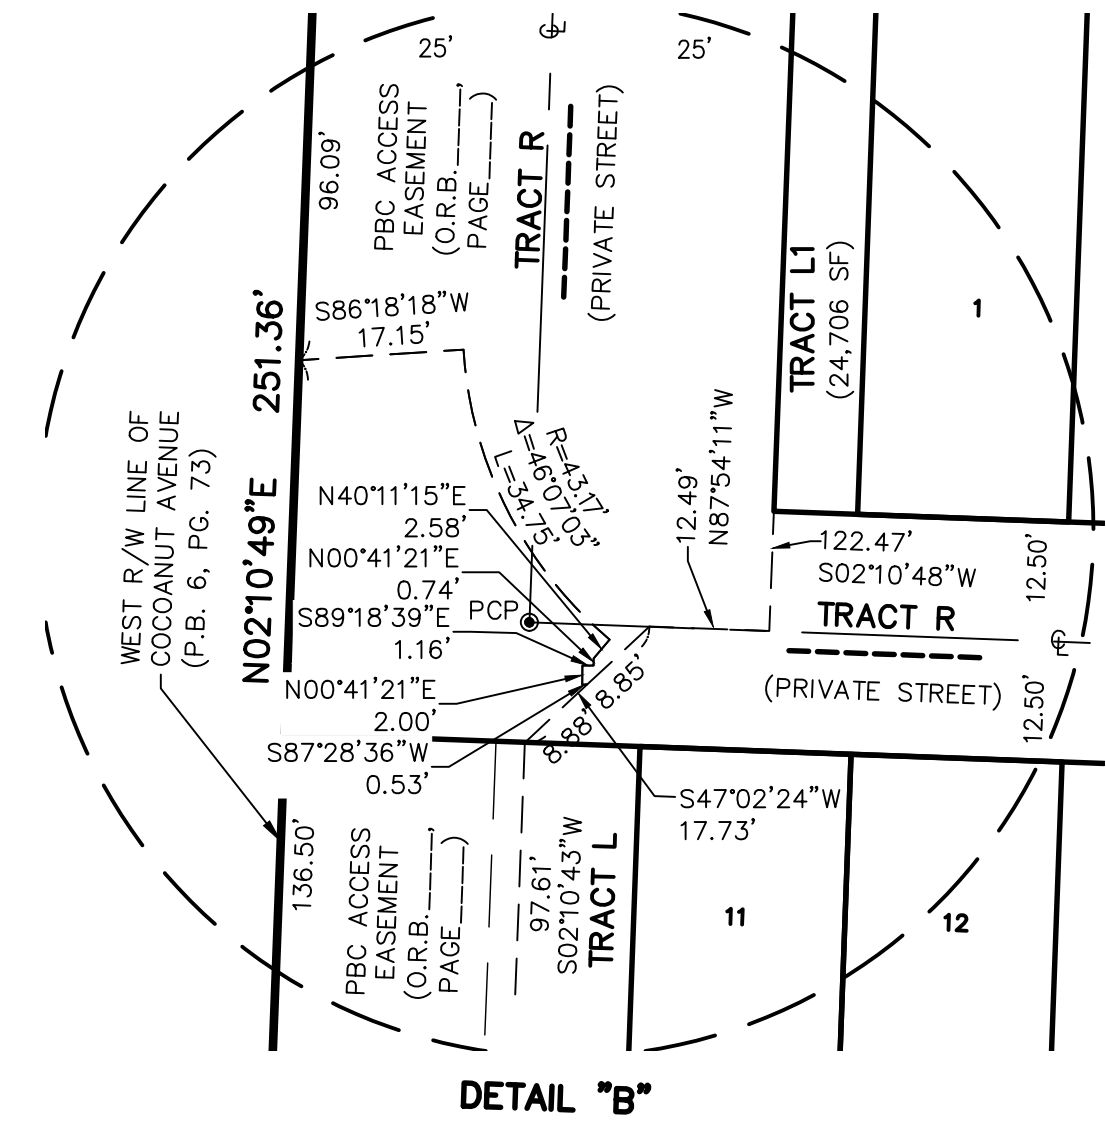 ℄
25'
25'
96.09'
PBC ACCESS
EASEMENT
(O.R.B.______,
PAGE______)
TRACT R
(PRIVATE STREET)
TRACT L1
(24,706 SF)
1
S86°18'18"W
17.15'
N02°10'49"E 251.36'
WEST R/W LINE OF
COCOANUT AVENUE
(P.B. 6, PG. 73)
R=43.17'
Δ=46°07'03"
L=34.75'
12.49'
N87°54'11"W
N40°11'15"E
2.58'
N00°41'21"E
0.74'
S89°18'39"E
1.16'
PCP
N00°41'21"E
2.00'
S87°28'36"W
0.53'
122.47'
S02°10'48"W
12.50'
TRACT R
℄
(PRIVATE STREET)
12.50'
8.85'
8.88'
S47°02'24"W
17.73'
136.50'
PBC ACCESS
EASEMENT
(O.R.B.______,
PAGE______)
97.61'
S02°10'43"W
TRACT L
11
12
DETAIL "B"